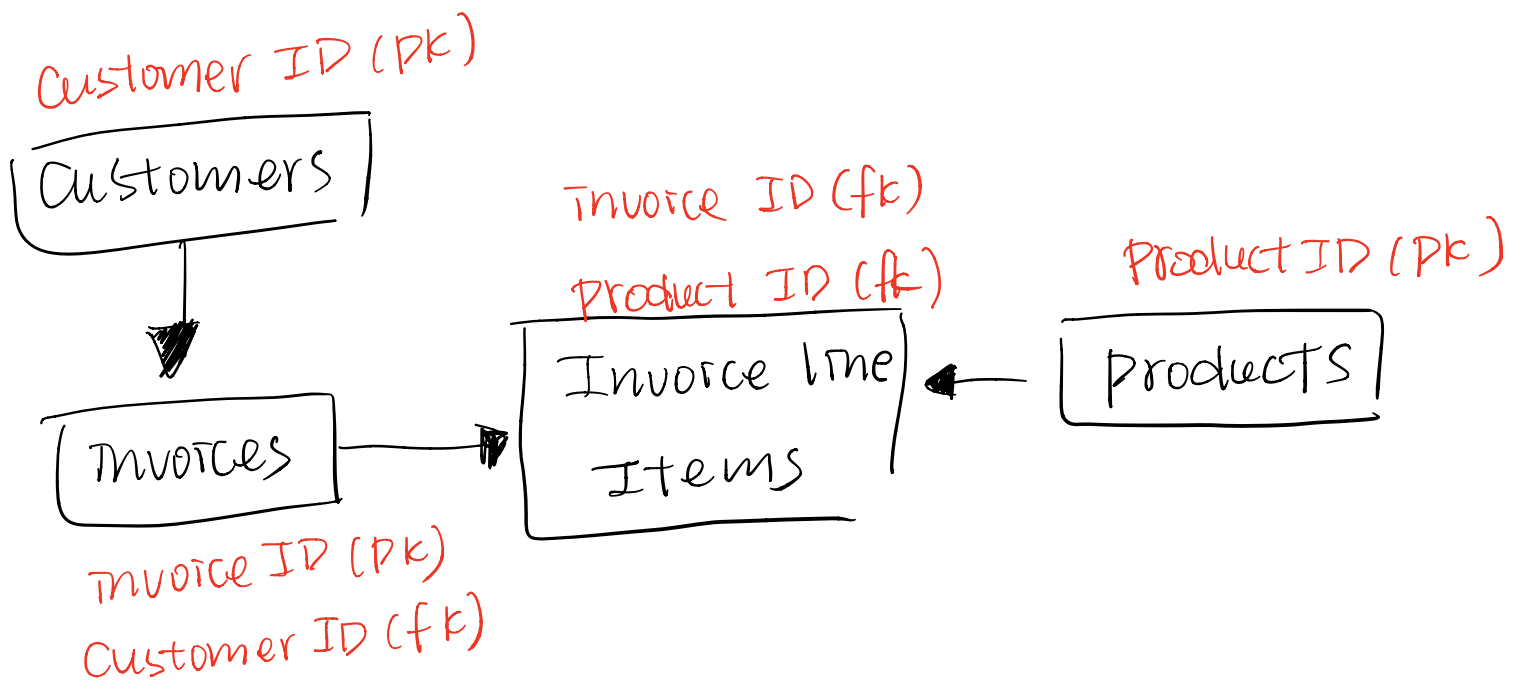 Customer ID (pk)
Customers
invoices
invoice ID (pk)
Customer ID (fk)
invoice ID (fk)
product ID (fk)
Invoice line
Items
product ID (pk)
products